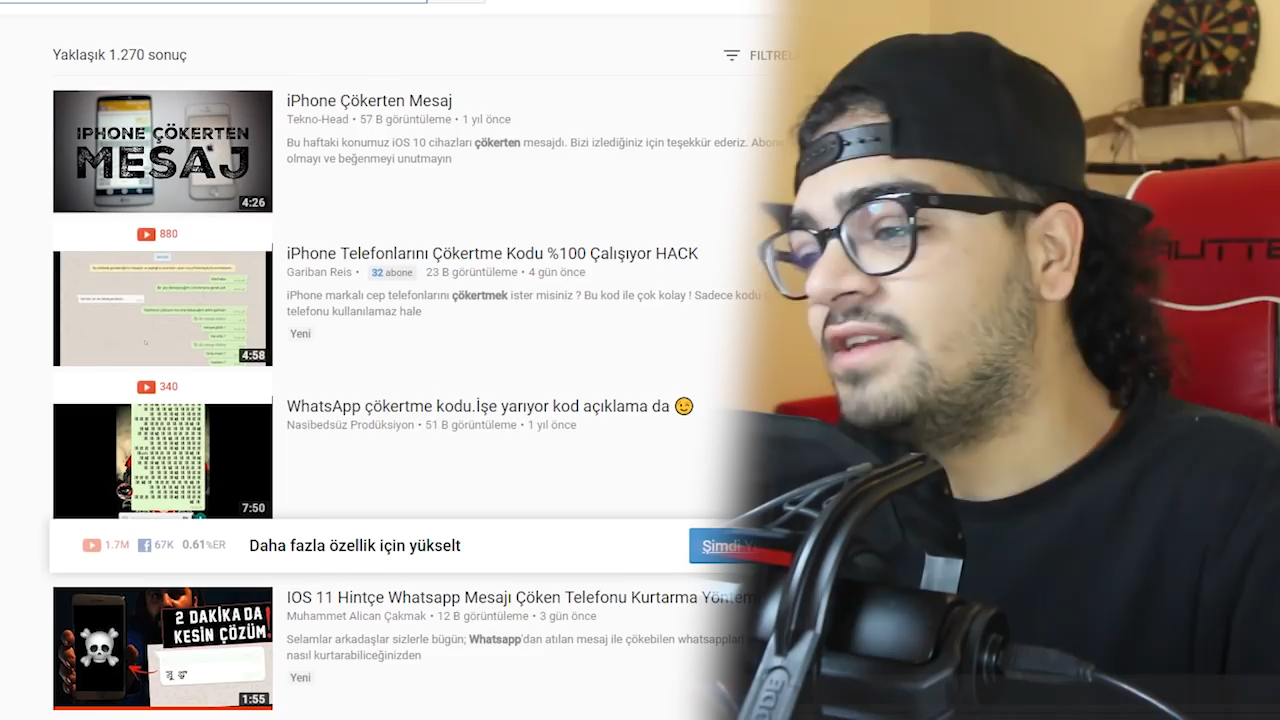 Yaklaşık 1.270 sonuç
FILTREL
IPHONE ÇÖKERTEN
MESAJ
4:26
iPhone Çökerten Mesaj
Tekno-Head • 57 B görüntüleme • 1 yıl önce
Bu haftaki konumuz iOS 10 cihazları çökerten mesajdı. Bizi izlediğiniz için teşekkür ederiz. Abone
olmayı ve beğenmeyi unutmayın
880
4:58
iPhone Telefonlarını Çökertme Kodu %100 Çalışıyor HACK
Gariban Reis • 32 abone 23 B görüntüleme • 4 gün önce
iPhone markalı cep telefonlarını çökertmek ister misiniz ? Bu kod ile çok kolay ! Sadece kodu
telefonu kullanılamaz hale
Yeni
340
7:50
WhatsApp çökertme kodu.İşe yarıyor kod açıklama da 😉
Nasibedsüz Prodüksiyon • 51 B görüntüleme • 1 yıl önce
1.7M 67K 0.61%ER Daha fazla özellik için yükselt Şimdi
2 DAKİKA DA
KESİN ÇÖZÜM!
1:55
IOS 11 Hintçe Whatsapp Mesajı Çöken Telefonu Kurtarma Yöntemi
Muhammet Alican Çakmak • 12 B görüntüleme • 3 gün önce
Selamlar arkadaşlar sizlerle bügün; Whatsapp'dan atılan mesaj ile çökebilen whatsappları
nasıl kurtarabiliceğinizden
Yeni